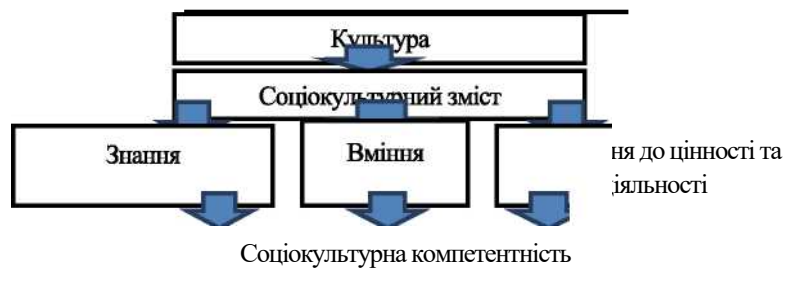 Культура
Соціокультурний зміст
Знання
Вміння
ня до цінності та
іяльності
Соціокультурна компетентність